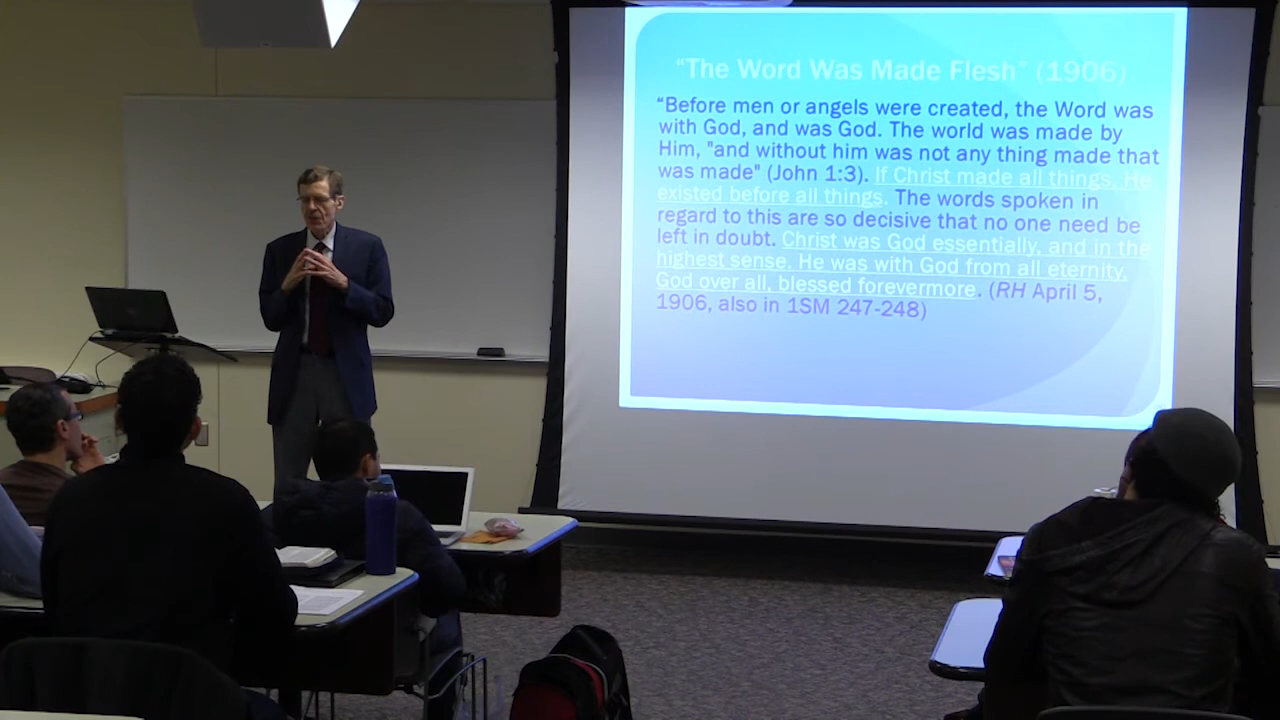 “The Word Was Made Flesh” (1906)
“Before men or angels were created, the Word was
with God, and was God. The world was made by
Him, "and without him was not any thing made that
was made" (John 1:3). If Christ made all things, He
existed before all things. The words spoken in
regard to this are so decisive that no one need be
left in doubt. Christ was God essentially, and in the
highest sense. He was with God from all eternity,
God over all, blessed forevermore. (RH April 5,
1906, also in 1SM 247-248)